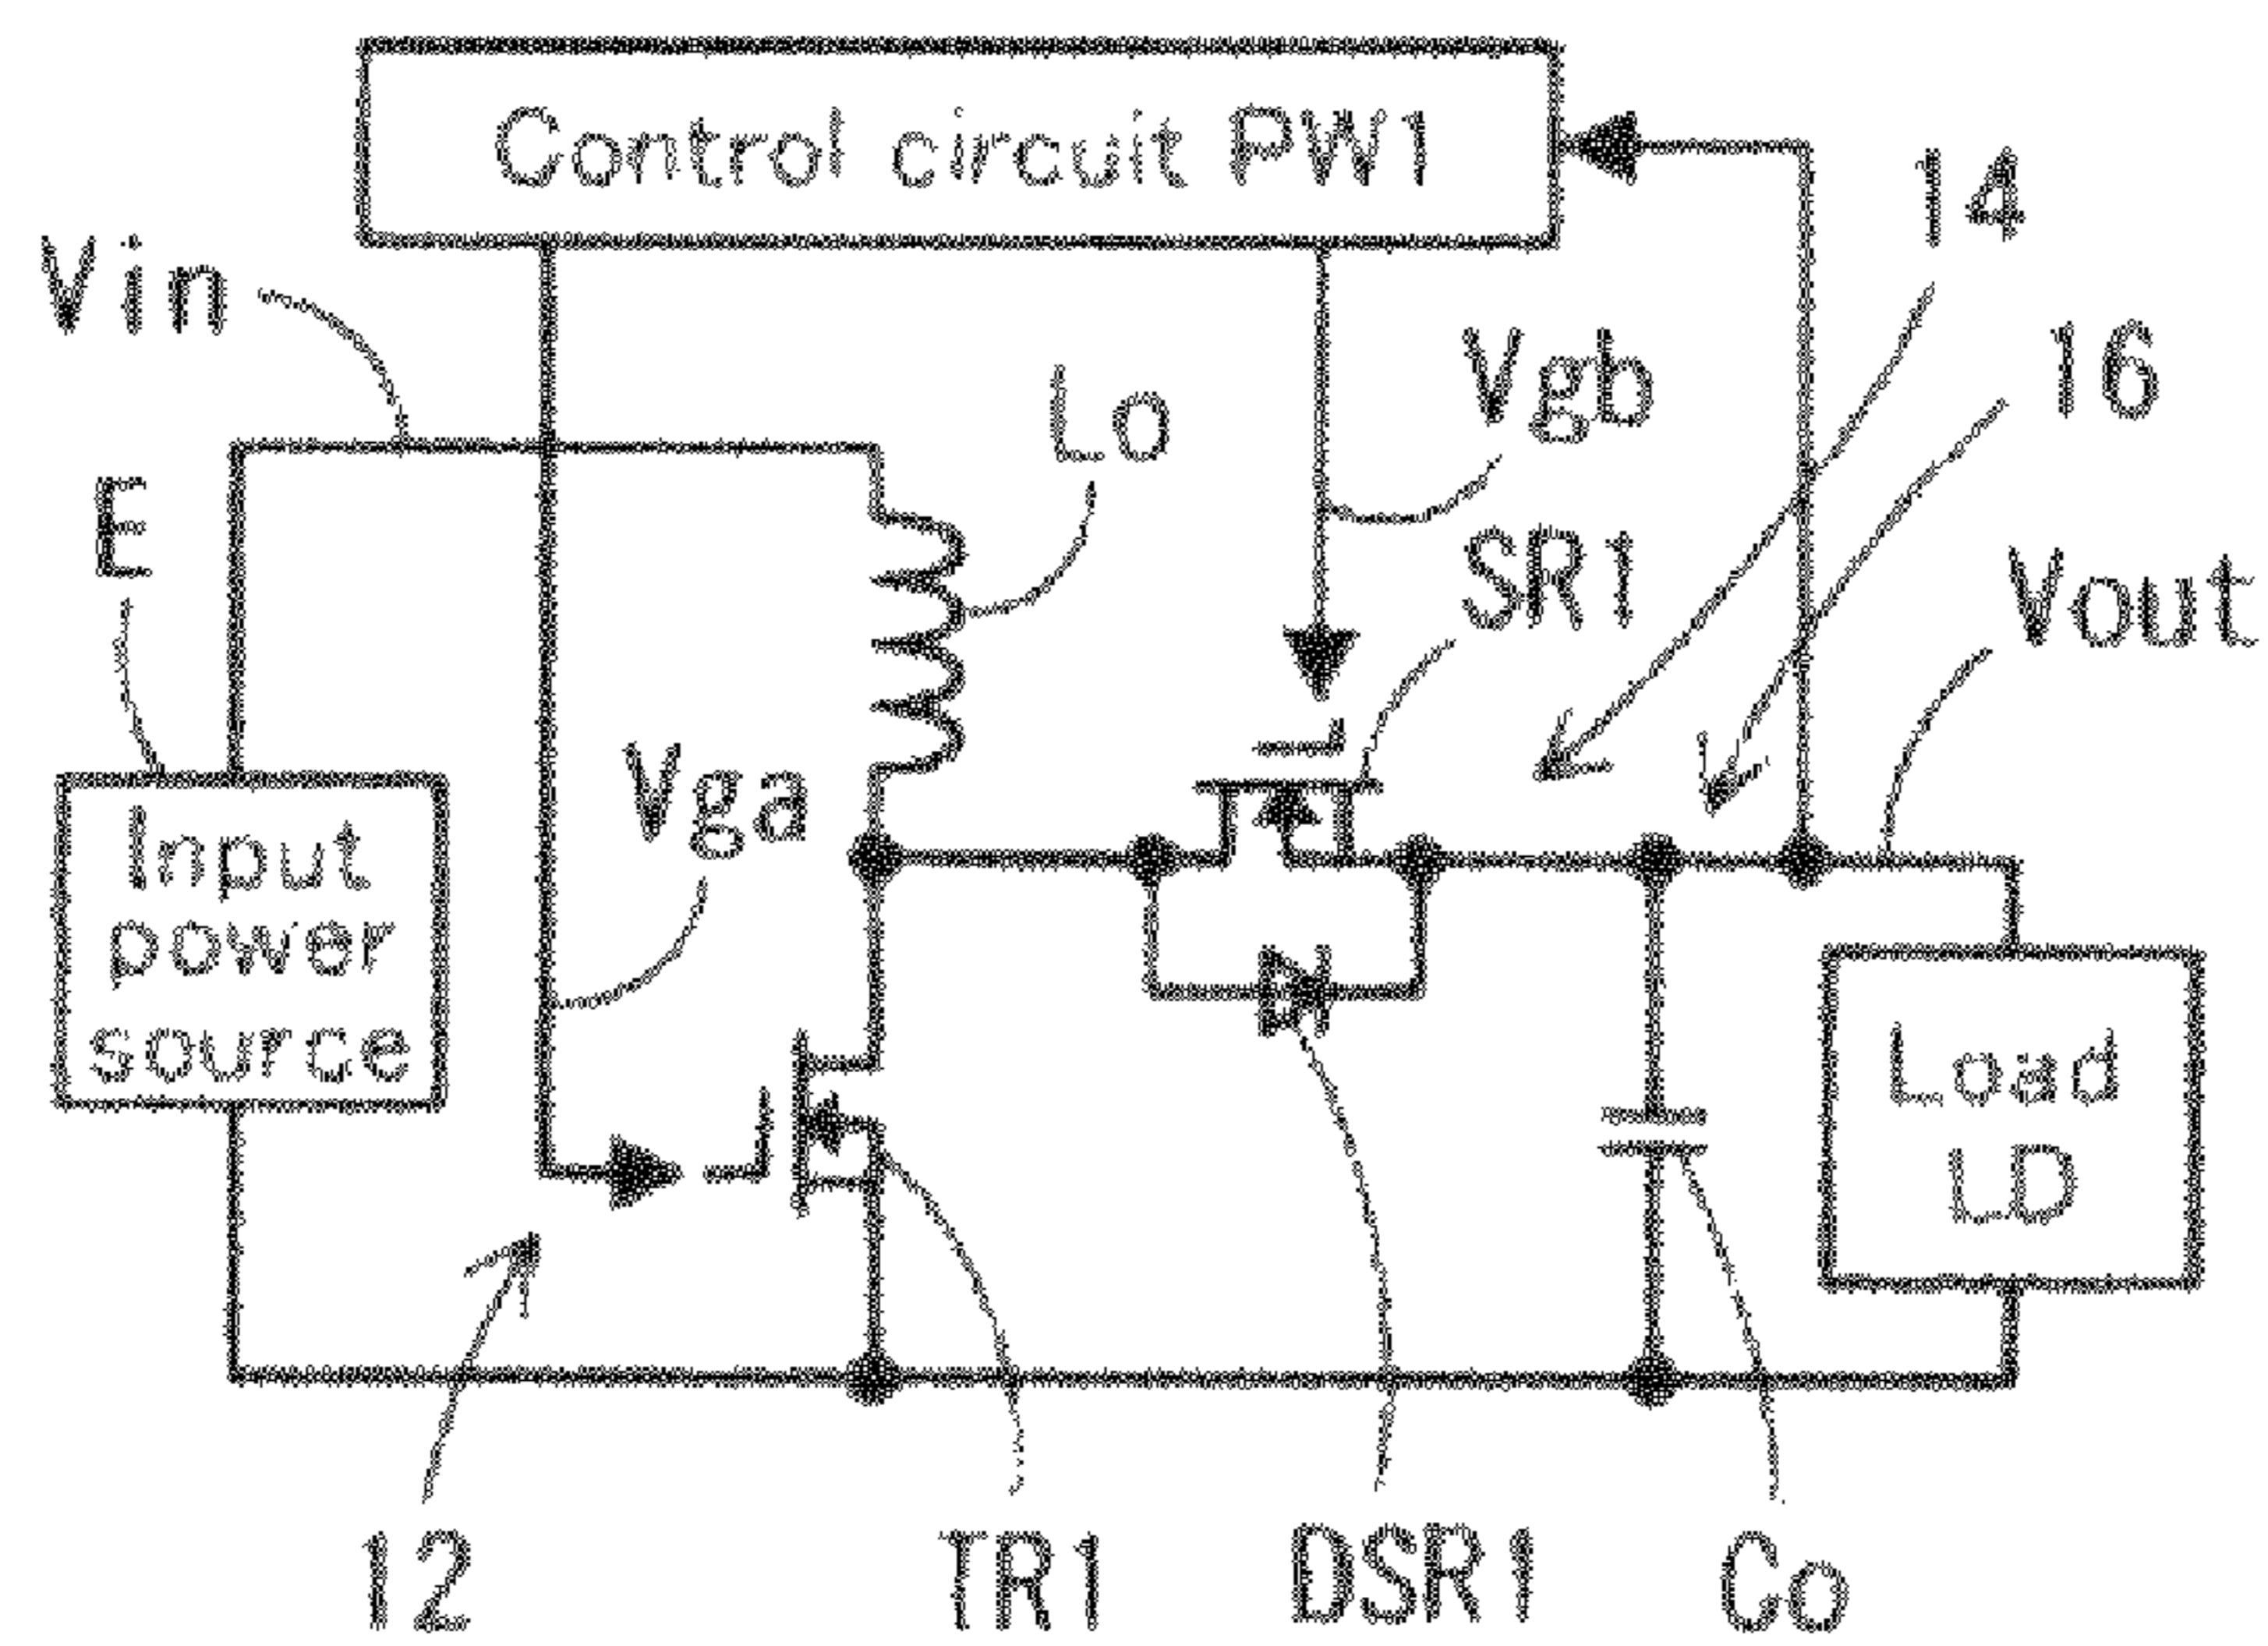 Control circuit PW1
14
Vin
16
Vgb
Lo
E
SR1
Vout
Vga
Input
power
source
Load
LD
12
TR1
DSR1
Co